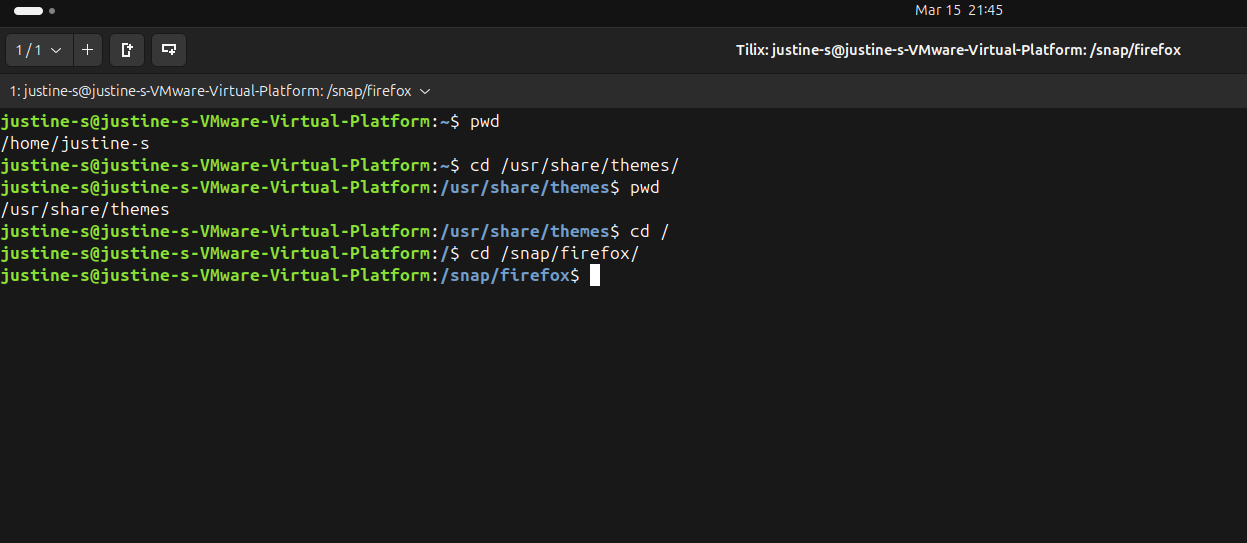 Mar 15 21:45
1 / 1
Tilix: justine-s@justine-s-VMware-Virtual-Platform: /snap/firefox
1: justine-s@justine-s-VMware-Virtual-Platform: /snap/firefox
justine-s@justine-s-VMware-Virtual-Platform:~$ pwd
/home/justine-s
justine-s@justine-s-VMware-Virtual-Platform:~$ cd /usr/share/themes/
justine-s@justine-s-VMware-Virtual-Platform:/usr/share/themes$ pwd
/usr/share/themes
justine-s@justine-s-VMware-Virtual-Platform:/usr/share/themes$ cd /
justine-s@justine-s-VMware-Virtual-Platform:/$ cd /snap/firefox/
justine-s@justine-s-VMware-Virtual-Platform:/snap/firefox$